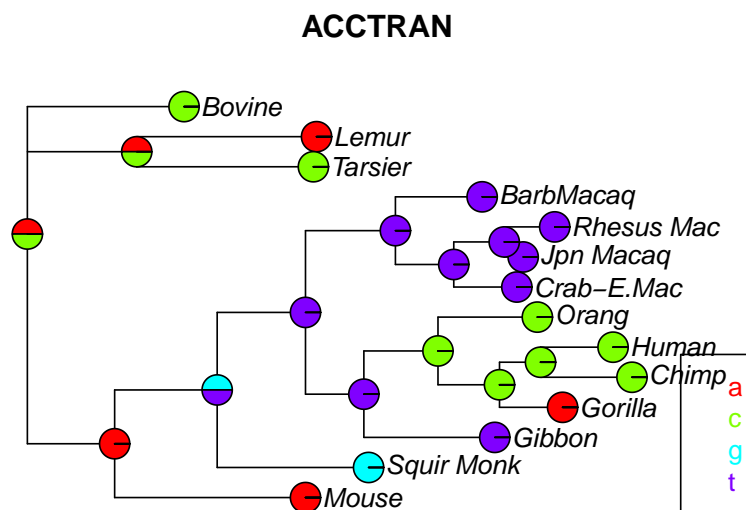 ACCTRAN
Bovine
Lemur
Tarsier
BarbMacaq
Rhesus Mac
Jpn Macaq
Crab−E.Mac
Orang
Human
Chimp
Gorilla
Gibbon
Squir Monk
Mouse
a
c
g
t